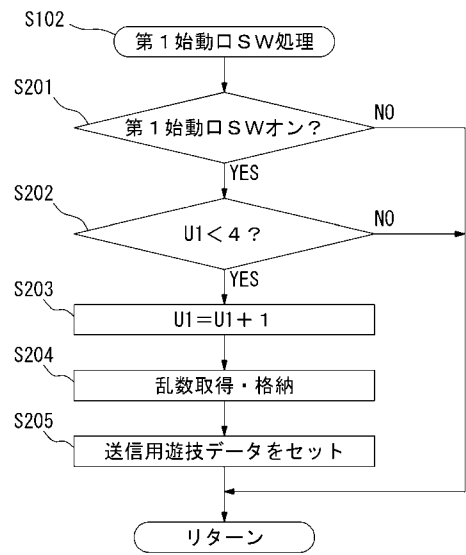 S102
第１始動口ＳＷ処理
S201
第１始動口ＳＷオン？
NO
YES
S202
U1＜４？
NO
YES
S203
U1＝U1＋１
S204
乱数取得・格納
S205
送信用遊技データをセット
リターン